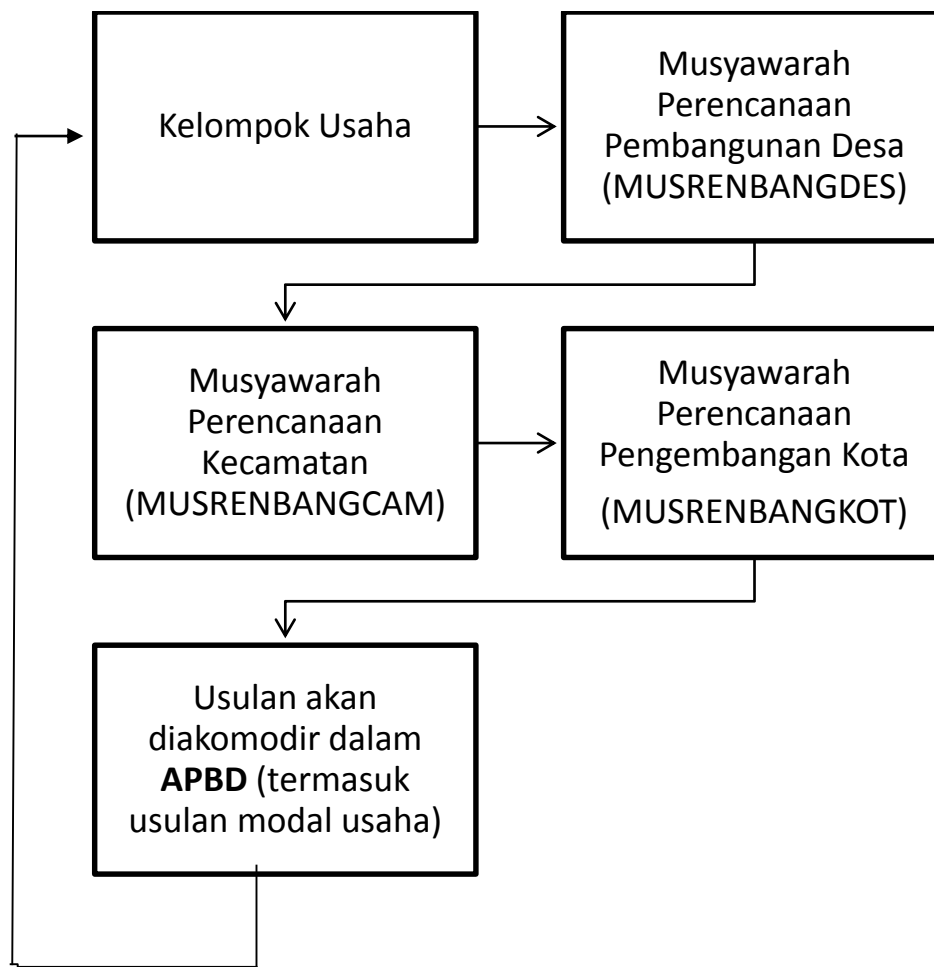 Kelompok Usaha
Musyawarah
Perencanaan
Pembangunan Desa
(MUSRENBANGDES)
Musyawarah
Perencanaan
Kecamatan
(MUSRENBANGCAM)
Musyawarah
Perencanaan
Pengembangan Kota
(MUSRENBANGKOT)
Usulan akan
diakomodir dalam
APBD (termasuk
usulan modal usaha)